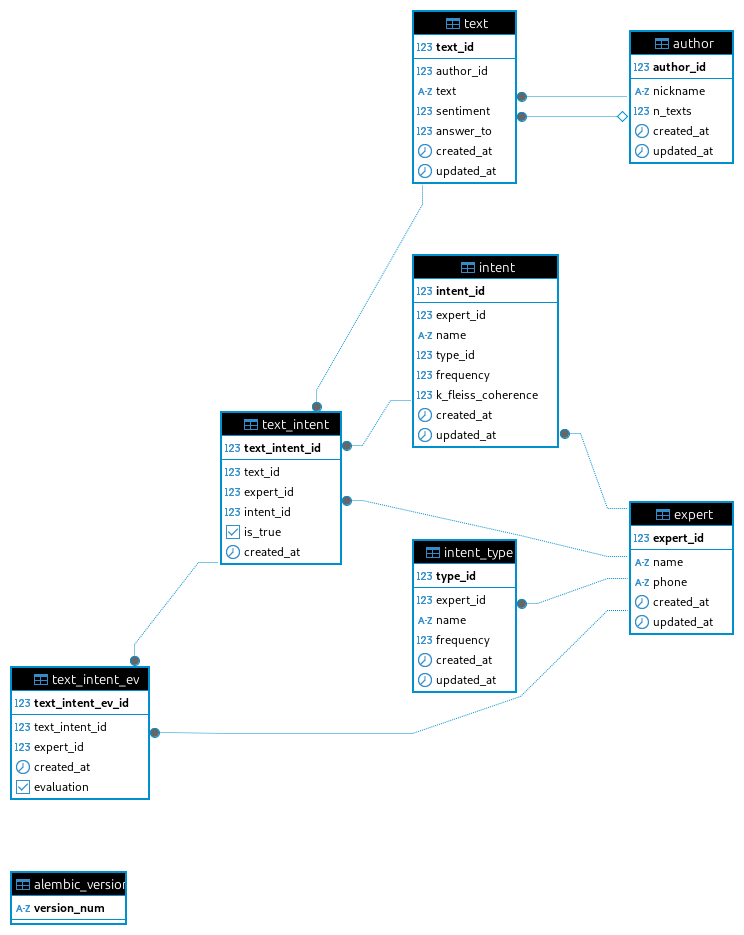 text
123 text_id
123 author_id
A-Z text
123 sentiment
123 answer_to
created_at
updated_at
author
123 author_id
A-Z nickname
123 n_texts
created_at
updated_at
intent
123 intent_id
123 expert_id
A-Z name
123 type_id
123 frequency
123 k_fleiss_coherence
created_at
updated_at
text_intent
123 text_intent_id
123 text_id
123 expert_id
123 intent_id
is_true
created_at
expert
123 expert_id
A-Z name
A-Z phone
created_at
updated_at
intent_type
123 type_id
123 expert_id
A-Z name
123 frequency
created_at
updated_at
text_intent_ev
123 text_intent_ev_id
123 text_intent_id
123 expert_id
created_at
evaluation
alembic_version
A-Z version_num